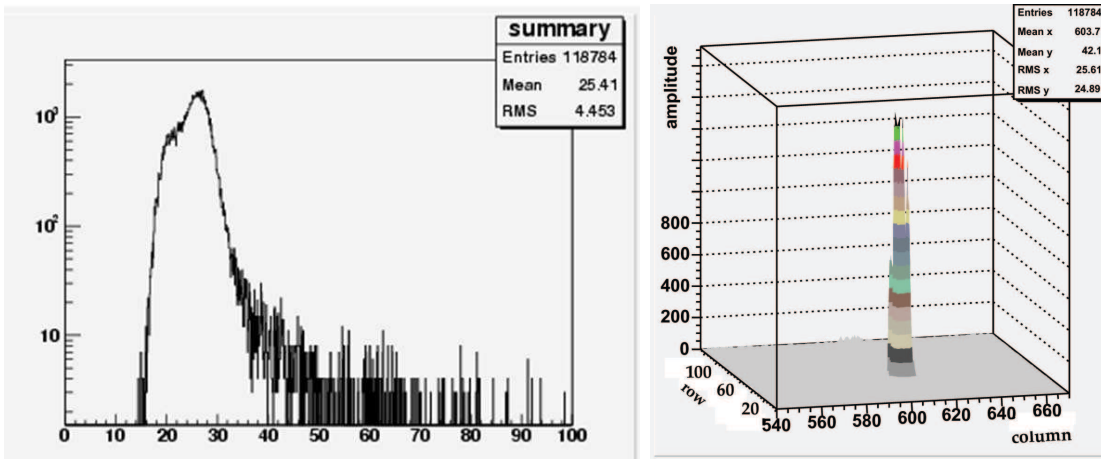 summary
Entries 118784
Mean 25.41
RMS 4.453
10³
10²
10
0 10 20 30 40 50 60 70 80 90 100
Entries 118784
Mean x 603.7
Mean y 42.1
RMS x 25.61
RMS y 24.89
amplitude
800
600
400
200
0
100
60
20
row
540 560 580 600 620 640 660
column